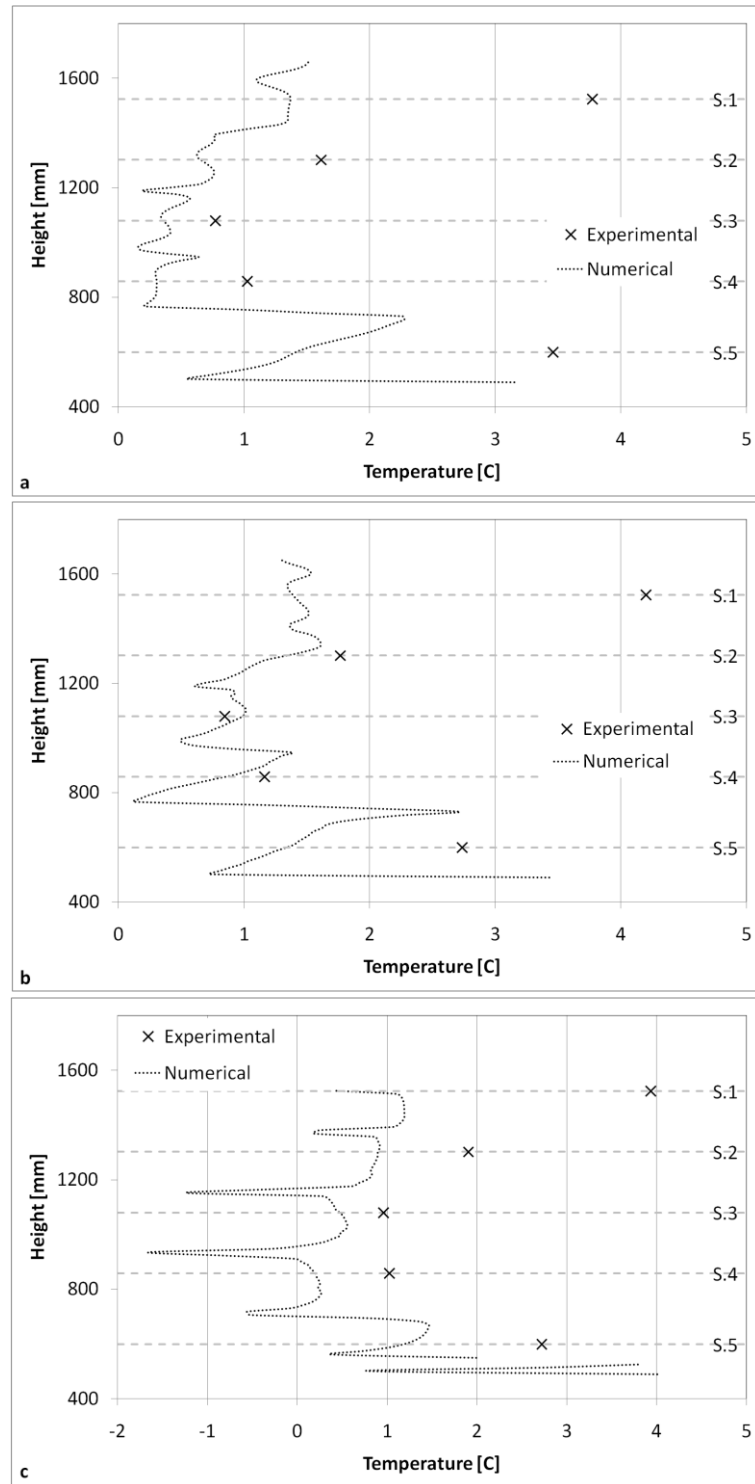 1600
1200
800
400
Height [mm]
S.1
S.2
S.3
S.4
S.5
× Experimental
Numerical
0 1 2 3 4 5
Temperature [C]
a
1600
1200
800
400
Height [mm]
S.1
S.2
S.3
S.4
S.5
× Experimental
Numerical
0 1 2 3 4 5
Temperature [C]
b
× Experimental
Numerical
1600
1200
800
400
Height [mm]
S.1
S.2
S.3
S.4
S.5
-2 -1 0 1 2 3 4 5
Temperature [C]
c